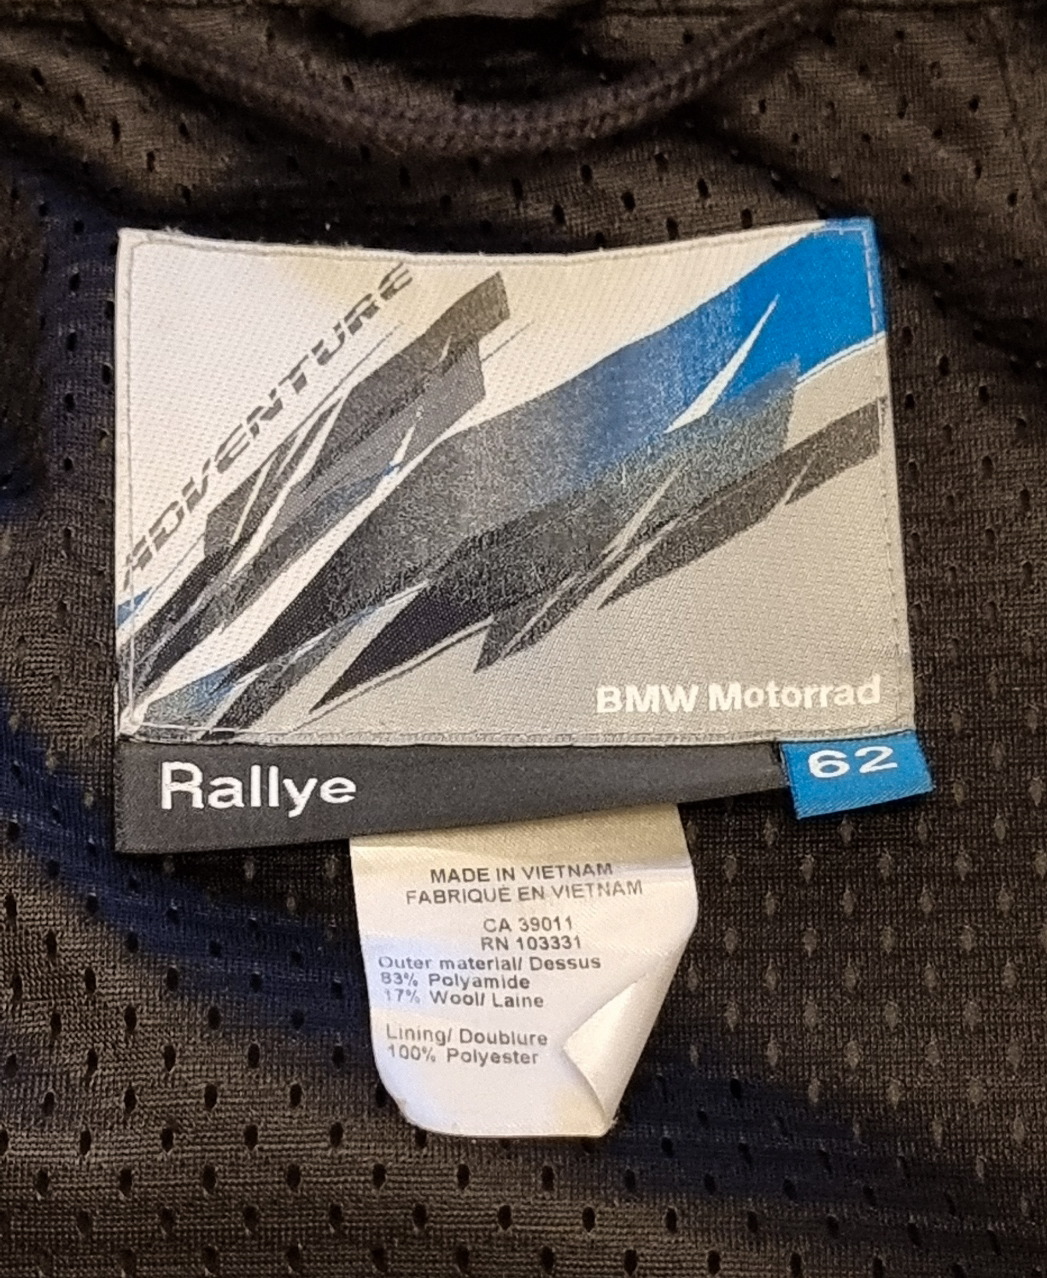 ADVENTURE
BMW Motorrad
Rallye
62
MADE IN VIETNAM
FABRIQUÉ EN VIETNAM
CA 39011
RN 103331
Outer material/ Dessus
83% Polyamide
17% Wool/ Laine
Lining/ Doublure
100% Polyester